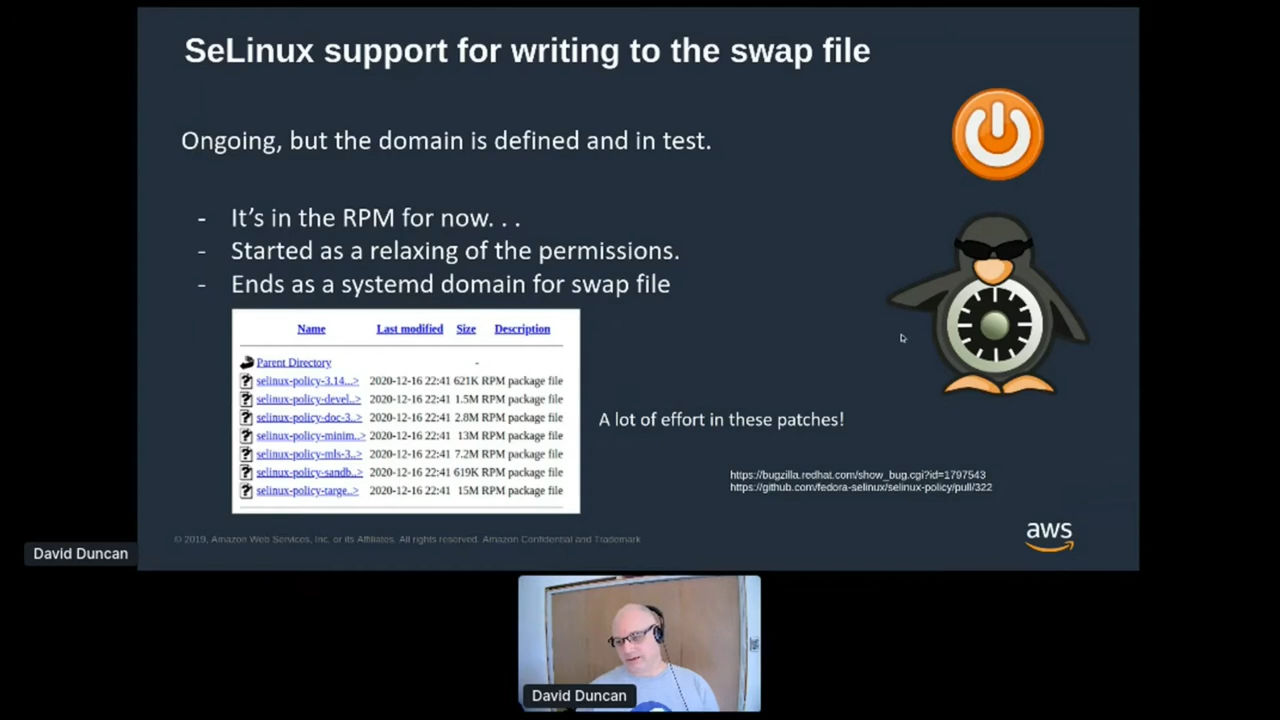 SeLinux support for writing to the swap file
Ongoing, but the domain is defined and in test.
- It's in the RPM for now. . .
- Started as a relaxing of the permissions.
- Ends as a systemd domain for swap file
Name Last modified Size Description
Parent Directory -
selinux-policy-3.14...> 2020-12-16 22:41 621K RPM package file
selinux-policy-devel..> 2020-12-16 22:41 1.5M RPM package file
selinux-policy-doc-3..> 2020-12-16 22:41 2.8M RPM package file
selinux-policy-minim..> 2020-12-16 22:41 13M RPM package file
selinux-policy-mls-3..> 2020-12-16 22:41 7.2M RPM package file
selinux-policy-sandb..> 2020-12-16 22:41 619K RPM package file
selinux-policy-targe..> 2020-12-16 22:41 15M RPM package file
A lot of effort in these patches!
https://bugzilla.redhat.com/show_bug.cgi?id=1797543
https://github.com/fedora-selinux/selinux-policy/pull/322
© 2019, Amazon Web Services, Inc. or its Affiliates. All rights reserved. Amazon Confidential and Trademark
aws
David Duncan
David Duncan